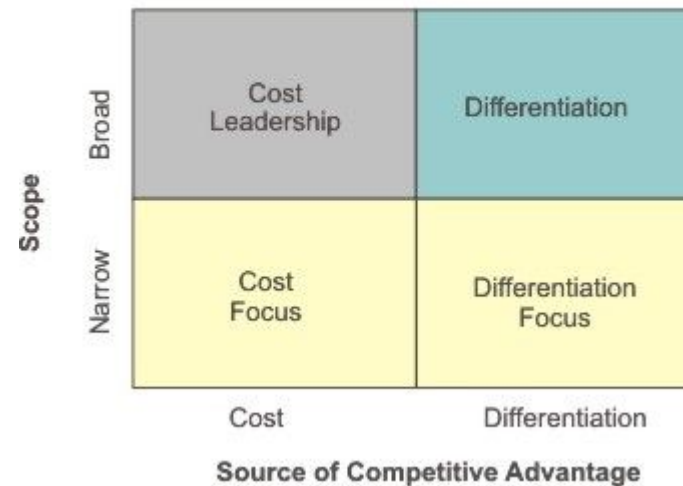 Cost
Leadership
Differentiation
Broad
Scope
Narrow
Cost
Focus
Differentiation
Focus
Cost
Differentiation
Source of Competitive Advantage